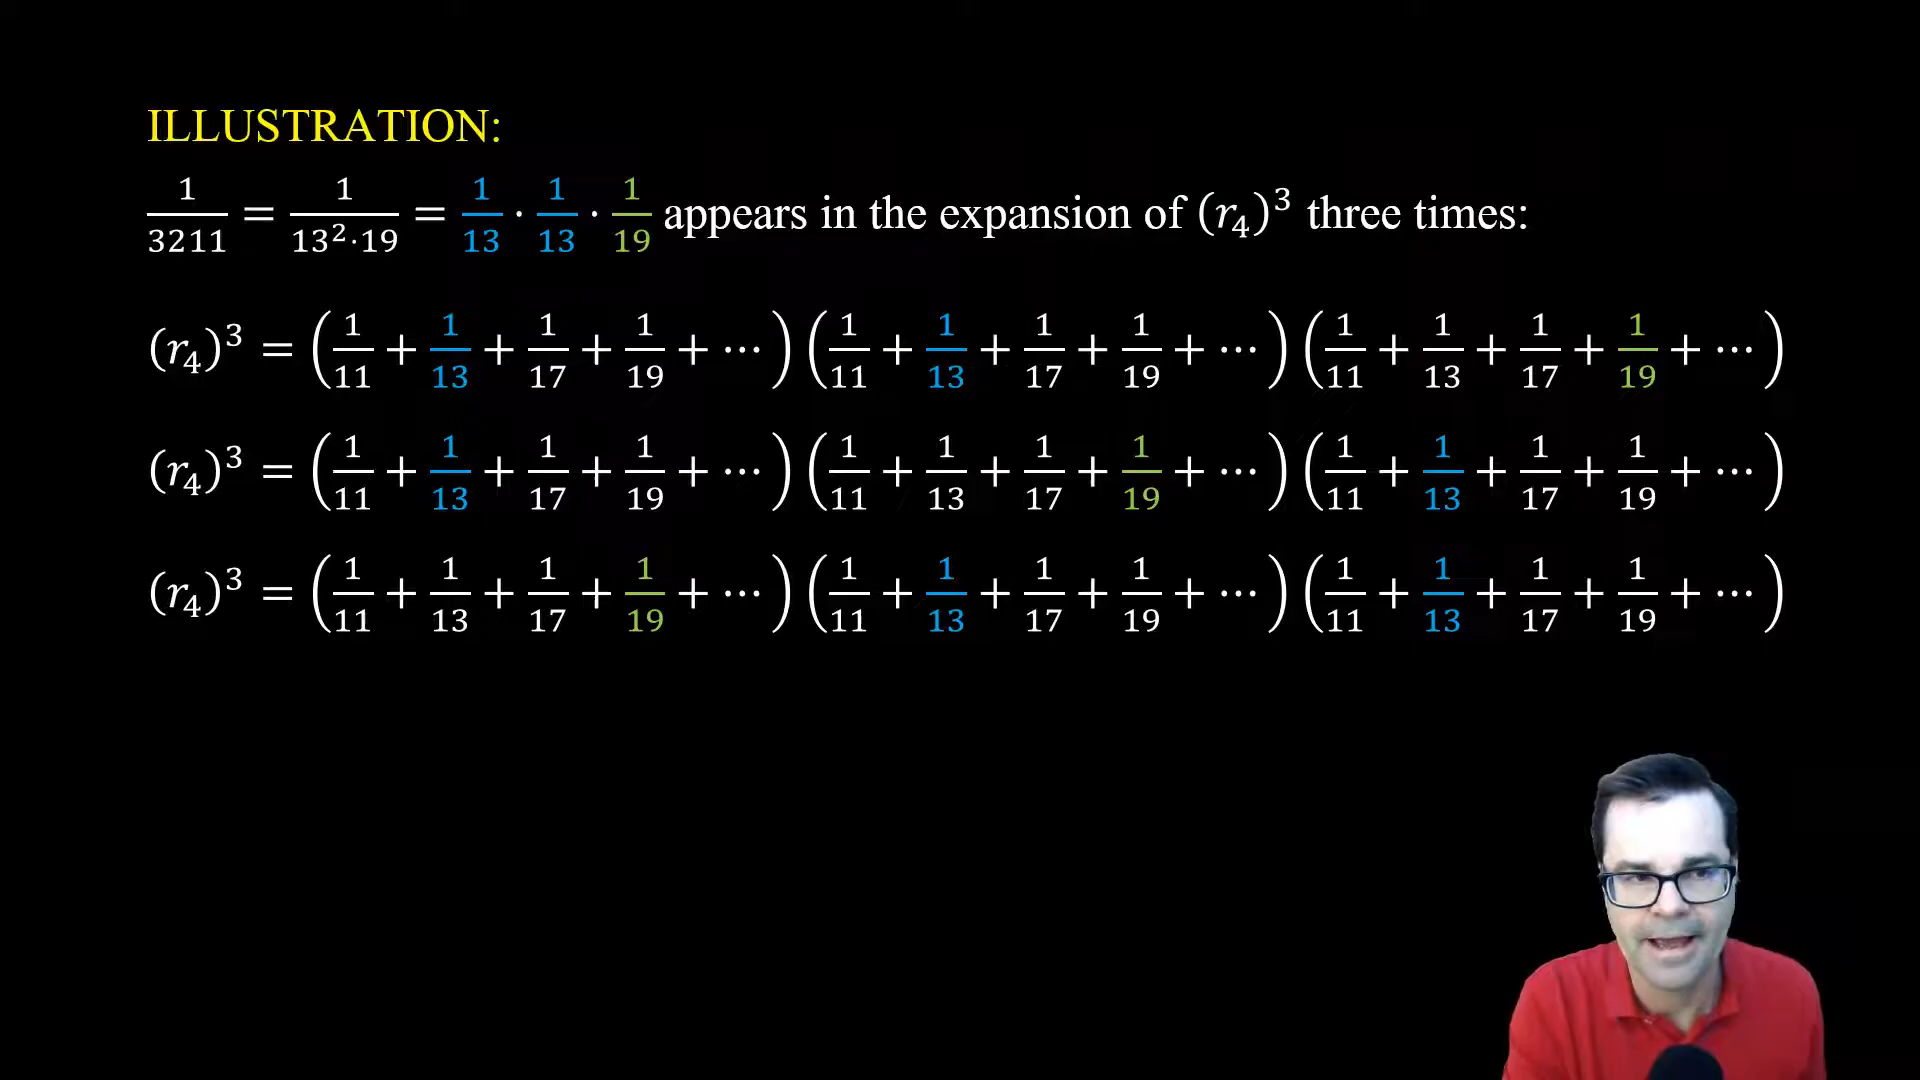 ILLUSTRATION:
1/3211 = 1/(13²·19) = 1/13 · 1/13 · 1/19 appears in the expansion of (r₄)³ three times:
(r₄)³ = (1/11 + 1/13 + 1/17 + 1/19 + ⋯)(1/11 + 1/13 + 1/17 + 1/19 + ⋯)(1/11 + 1/13 + 1/17 + 1/19 + ⋯)
(r₄)³ = (1/11 + 1/13 + 1/17 + 1/19 + ⋯)(1/11 + 1/13 + 1/17 + 1/19 + ⋯)(1/11 + 1/13 + 1/17 + 1/19 + ⋯)
(r₄)³ = (1/11 + 1/13 + 1/17 + 1/19 + ⋯)(1/11 + 1/13 + 1/17 + 1/19 + ⋯)(1/11 + 1/13 + 1/17 + 1/19 + ⋯)